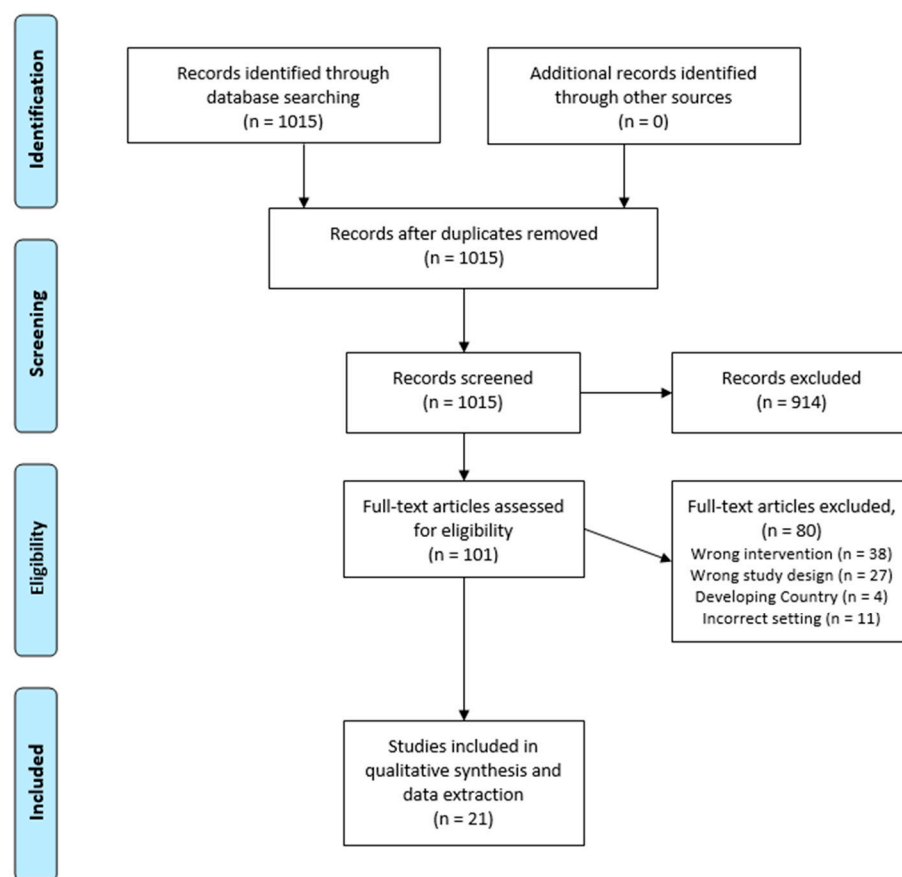 Identification
Records identified through
database searching
(n = 1015)
Additional records identified
through other sources
(n = 0)
Records after duplicates removed
(n = 1015)
Screening
Records screened
(n = 1015)
Records excluded
(n = 914)
Eligibility
Full-text articles assessed
for eligibility
(n = 101)
Full-text articles excluded,
(n = 80)
Wrong intervention (n = 38)
Wrong study design (n = 27)
Developing Country (n = 4)
Incorrect setting (n = 11)
Included
Studies included in
qualitative synthesis and
data extraction
(n = 21)